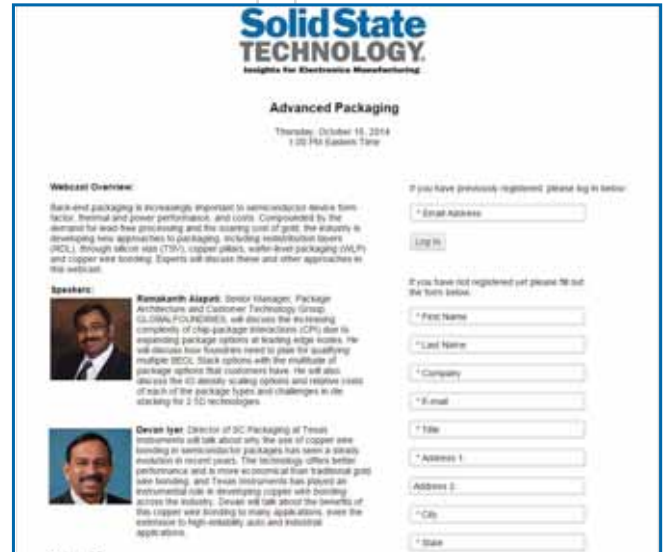 Solid State
TECHNOLOGY.
Insights for Electronics Manufacturing
Advanced Packaging
Thursday, October 16, 2014
1:00 PM Eastern Time
Webcast Overview:
Back-end packaging is increasingly important to semiconductor device form
factor, thermal and power performance, and costs. Compounded by the
demand for lead-free processing and the soaring cost of gold, the industry is
developing new approaches to packaging, including redistribution layers
(RDL), through silicon vias (TSV), copper pillars, wafer-level packaging (WLP)
and copper wire bonding. Experts will discuss these and other approaches in
this webcast.
Speakers:
Ramakanth Alapati, Senior Manager, Package
Architecture and Customer Technology Group,
GLOBALFOUNDRIES, will discuss the increasing
complexity of chip-package interactions (CPI) due to
expanding package options at leading edge nodes. He
will discuss how foundries need to plan for qualifying
multiple BEOL Stack options with the multitude of
package options that customers have. He will also
discuss the IO density scaling options and relative costs
of each of the package types and challenges in die
stacking for 2.5D technologies.
Devan Iyer, Director of SC Packaging at Texas
Instruments will talk about why the use of copper wire
bonding in semiconductor packages has seen a steady
evolution in recent years. The technology offers better
performance and is more economical than traditional gold
wire bonding, and Texas Instruments has played an
instrumental role in developing copper wire bonding
across the industry. Devan will talk about the benefits of
this copper wire bonding to many applications, even the
extension to high-reliability auto and industrial
applications.
If you have previously registered, please log in below:
* Email Address
Log In
If you have not registered yet please fill out
the form below.
* First Name
* Last Name
* Company
* E-mail
* Title
* Address 1:
Address 2:
* City
* State